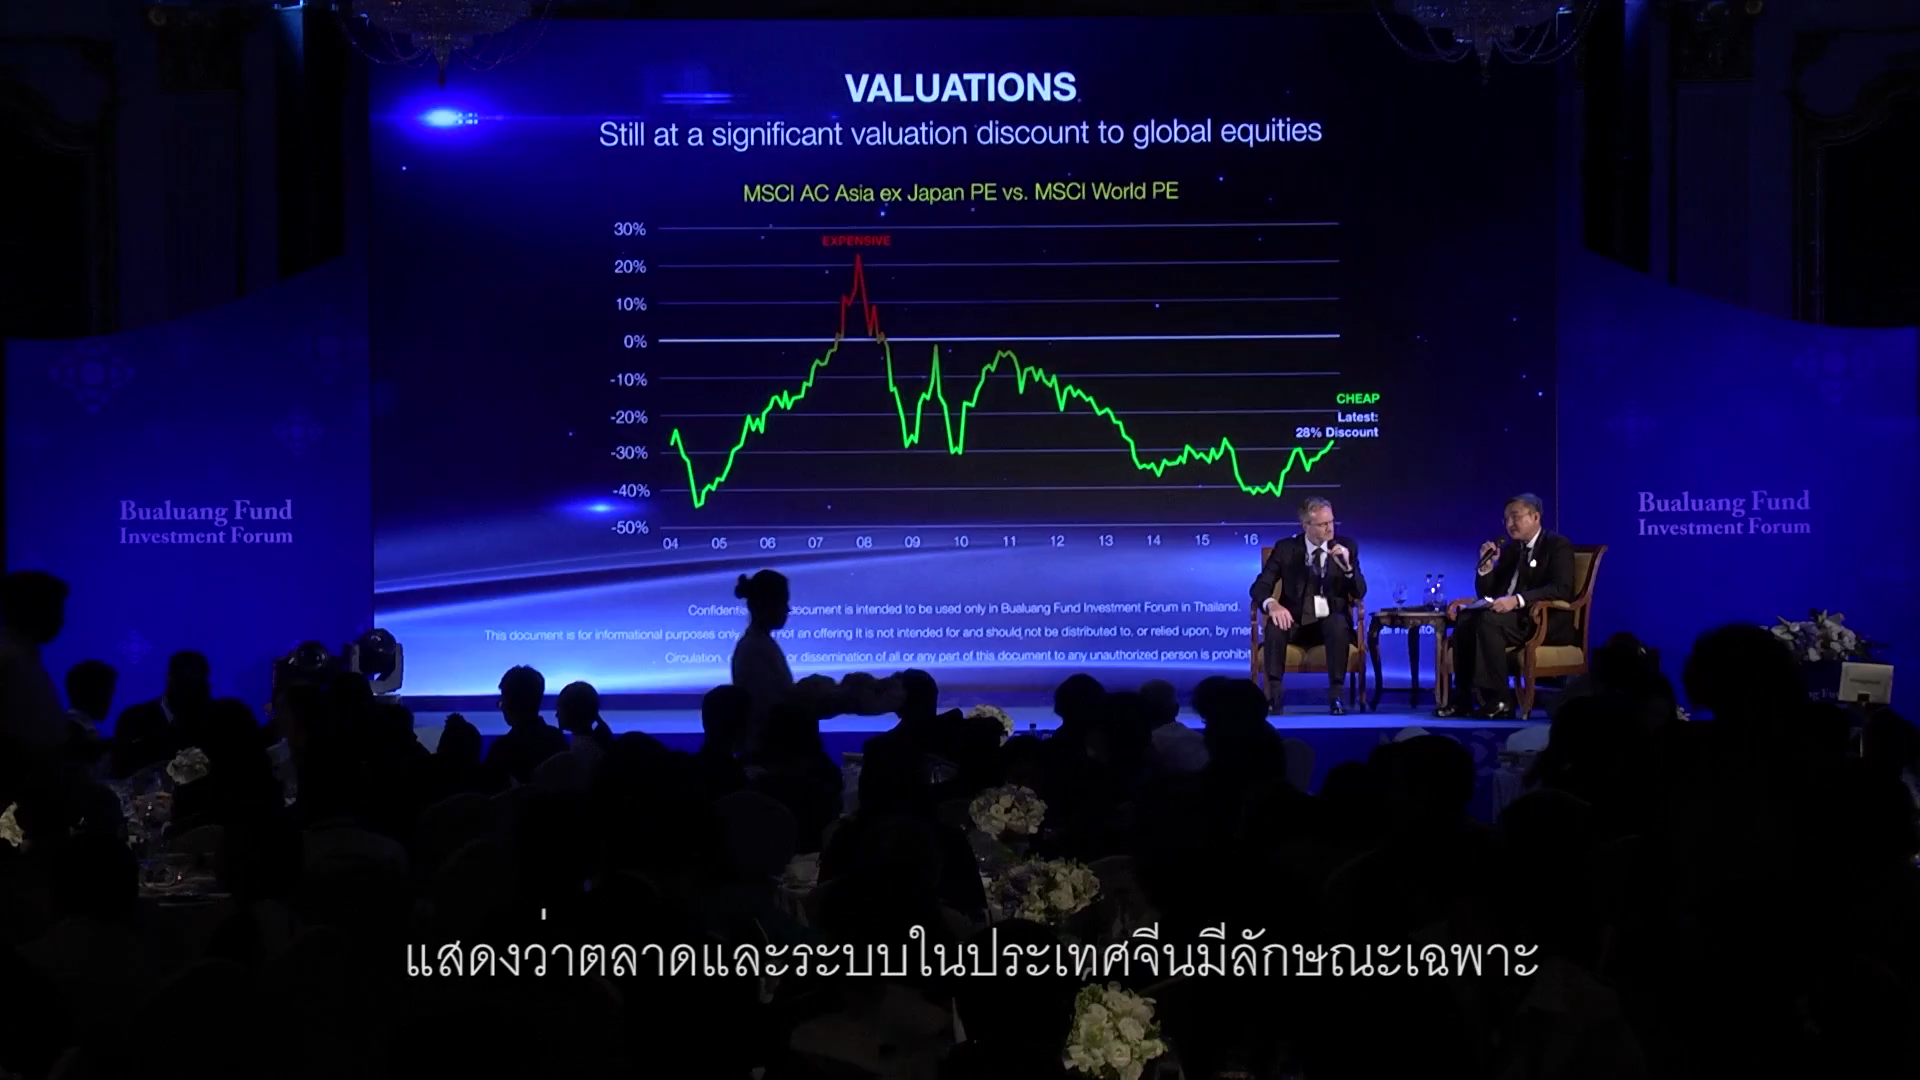 VALUATIONS
Still at a significant valuation discount to global equities
MSCI AC Asia ex Japan PE vs. MSCI World PE
30%
EXPENSIVE
20%
10%
0%
-10%
CHEAP
-20%
Latest:
28% Discount
-30%
-40%
-50%
04 05 06 07 08 09 10 11 12 13 14 15 16
Bualuang Fund
Investment Forum
Bualuang Fund
Investment Forum
document is intended to be used only in Bualuang Fund Investment Forum in Thailand.
This document is for informational purposes only not an offering It is not intended for and should not be distributed to, or relied upon, by
Circulation, or dissemination of all or any part of this document to any unauthorized person is
แสดงว่าตลาดและระบบในประเทศจีนมีลักษณะเฉพาะ